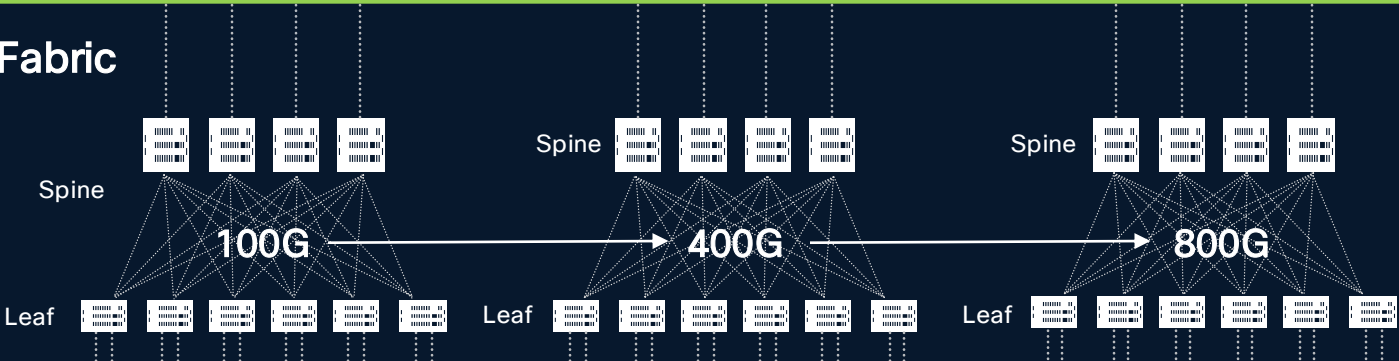 Fabric
Spine
Spine
Spine
100G
400G
800G
Leaf
Leaf
Leaf